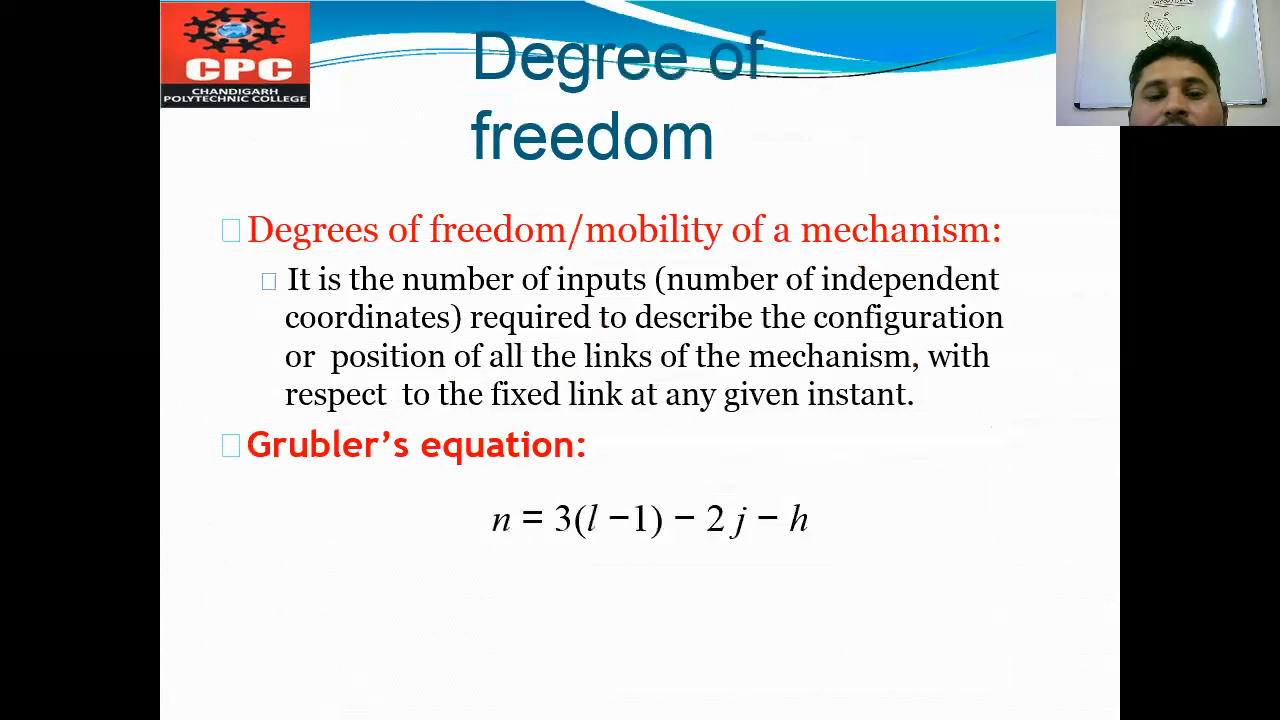 CPC
CHANDIGARH
POLYTECHNIC COLLEGE
Degree of
freedom
Degrees of freedom/mobility of a mechanism:
It is the number of inputs (number of independent
coordinates) required to describe the configuration
or position of all the links of the mechanism, with
respect to the fixed link at any given instant.
Grubler’s equation:
n = 3(l −1) − 2 j − h